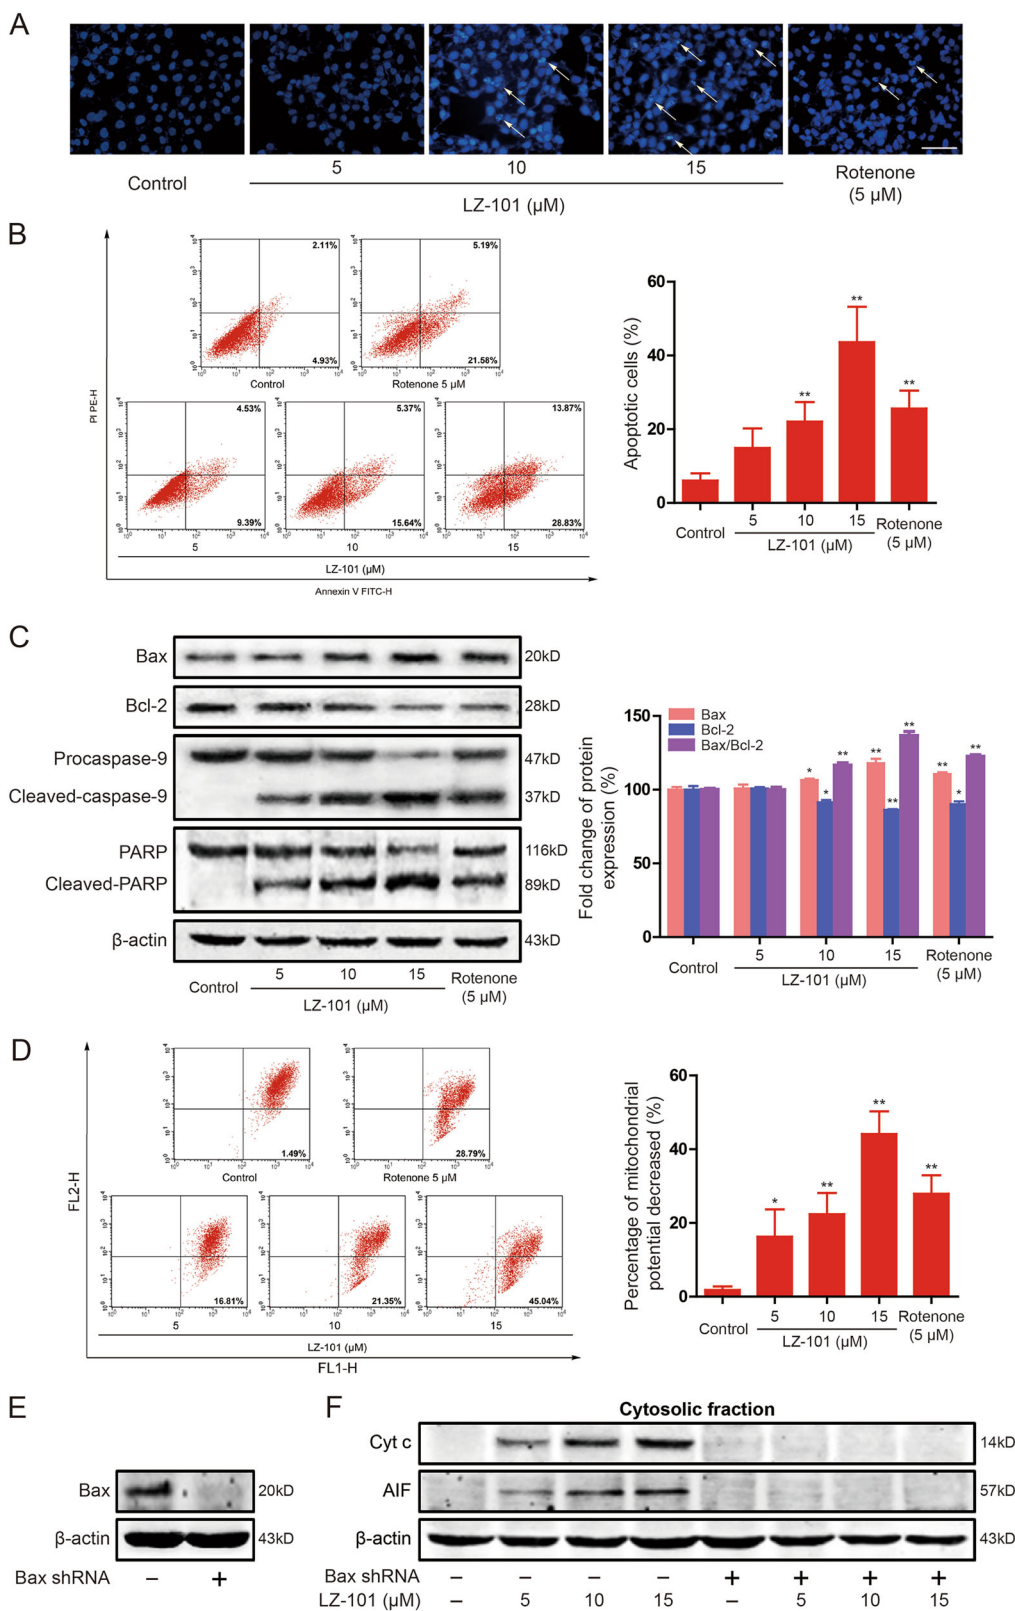 A
Control
5 10 15
LZ-101 (μM)
Rotenone
(5 μM)
B
PI PE-H
2.11%
4.93%
Control
5.19%
21.58%
Rotenone 5 μM
4.53%
9.39%
5.37%
15.64%
13.87%
28.83%
5 10 15
LZ-101 (μM)
Annexin V FITC-H
Apoptotic cells (%)
60
40
20
0
** ** **
Control
5 10 15
LZ-101 (μM)
Rotenone
(5 μM)
C
Bax 20kD
Bcl-2 28kD
Procaspase-9 47kD
Cleaved-caspase-9 37kD
PARP 116kD
Cleaved-PARP 89kD
β-actin 43kD
Control
5 10 15
LZ-101 (μM)
Rotenone
(5 μM)
Fold change of protein
expression (%)
150
100
50
0
Bax
Bcl-2
Bax/Bcl-2
* * ** ** ** ** ** * **
Control
5 10 15
LZ-101 (μM)
Rotenone
(5 μM)
D
FL2-H
1.49%
Control
28.79%
Rotenone 5 μM
16.81%
21.35%
45.04%
5 10 15
LZ-101 (μM)
FL1-H
Percentage of mitochondrial
potential decreased (%)
60
40
20
0
* ** ** **
Control
5 10 15
LZ-101 (μM)
Rotenone
(5 μM)
E
Bax 20kD
β-actin 43kD
Bax shRNA − +
F
Cytosolic fraction
Cyt c 14kD
AIF 57kD
β-actin 43kD
Bax shRNA − − − − + + + +
LZ-101 (μM) − 5 10 15 − 5 10 15